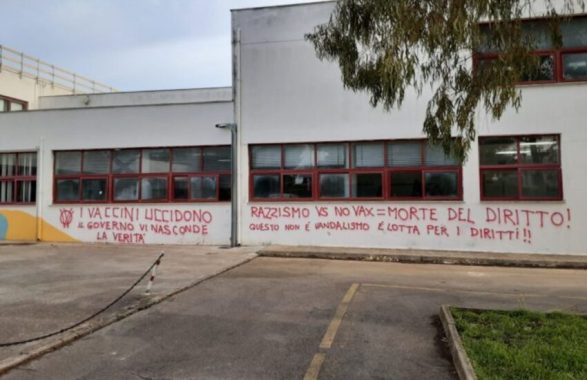 I VACCINI UCCIDONO
IL GOVERNO VI NASCONDE
LA VERITÀ
RAZZISMO VS NO VAX = MORTE DEL DIRITTO!
QUESTO NON É VANDALISMO É LOTTA PER I DIRITTI!!